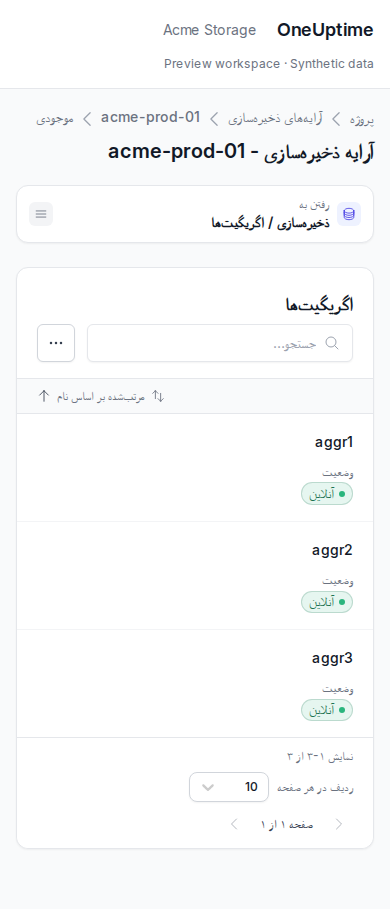 OneUptime Acme Storage
Preview workspace · Synthetic data
پروژه
آرایه‌های ذخیره‌سازی
acme-prod-01
موجودی
آرایه ذخیره‌سازی - acme-prod-01
رفتن به
ذخیره‌سازی / اگریگیت‌ها
اگریگیت‌ها
جستجو...
مرتب‌شده بر اساس نام
aggr1
وضعیت
آنلاین
aggr2
وضعیت
آنلاین
aggr3
وضعیت
آنلاین
نمایش ۱-۳ از ۳
ردیف در هر صفحه 10
صفحه ۱ از ۱